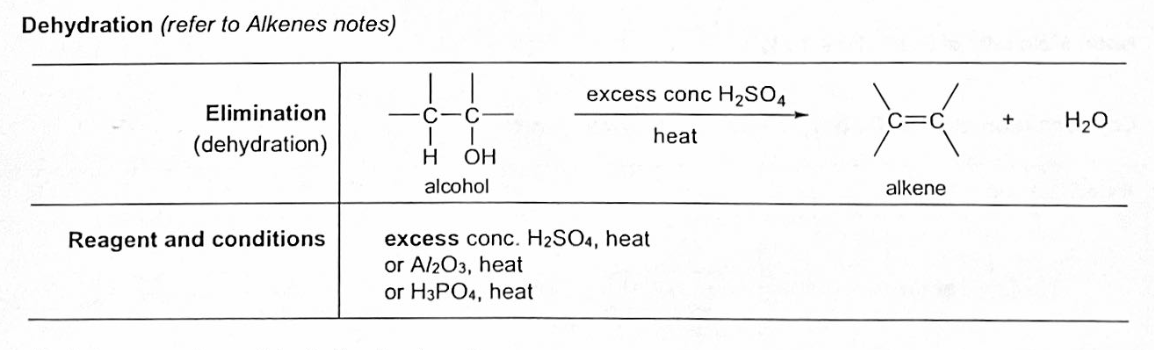 Dehydration (refer to Alkenes notes)
Elimination
(dehydration)
C–C
H OH
alcohol
excess conc H₂SO₄
heat
C=C
alkene
+ H₂O
Reagent and conditions
excess conc. H₂SO₄, heat
or Al₂O₃, heat
or H₃PO₄, heat